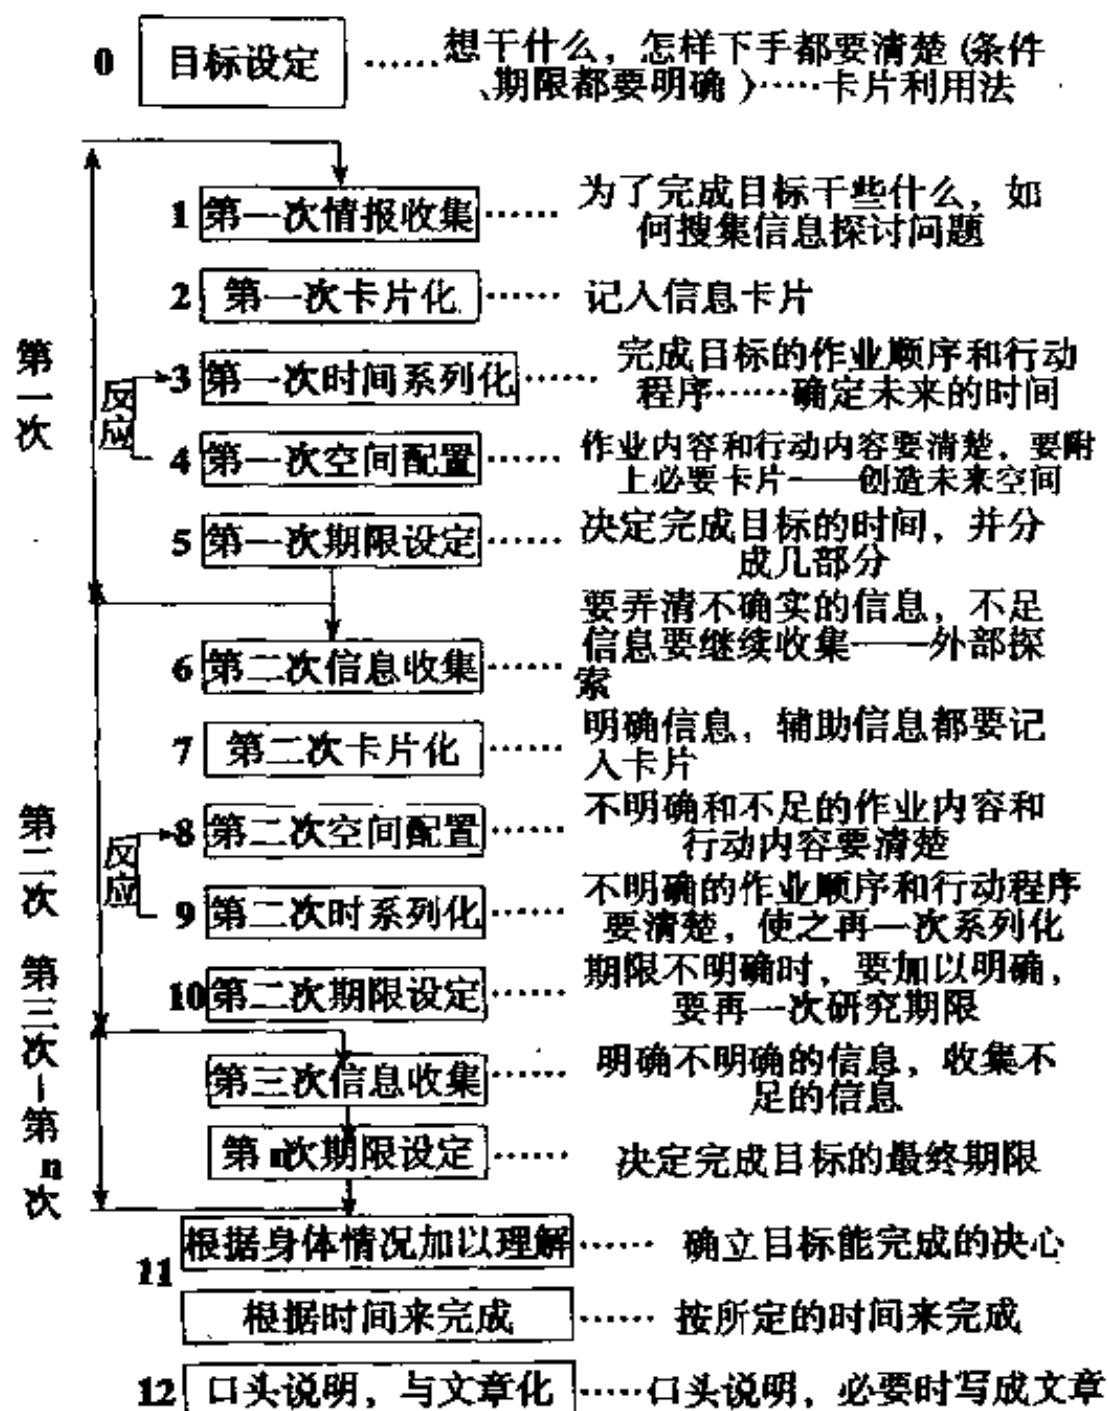 0 目标设定 ……想干什么，怎样下手都要清楚(条件
、期限都要明确)……卡片利用法
第一次
1 第一次情报收集 …… 为了完成目标干些什么，如
何搜集信息探讨问题
2 第一次卡片化 …… 记入信息卡片
反应
3 第一次时间系列化 …… 完成目标的作业顺序和行动
程序……确定未来的时间
4 第一次空间配置 …… 作业内容和行动内容要清楚，要附
上必要卡片——创造未来空间
5 第一次期限设定 …… 决定完成目标的时间，并分
成几部分
第二次
6 第二次信息收集 …… 要弄清不确实的信息，不足
信息要继续收集——外部探
索
7 第二次卡片化 …… 明确信息，辅助信息都要记
入卡片
反应
8 第二次空间配置 …… 不明确和不足的作业内容和
行动内容要清楚
9 第二次时系列化 …… 不明确的作业顺序和行动程序
要清楚，使之再一次系列化
10 第二次期限设定 …… 期限不明确时，要加以明确，
要再一次研究期限
第三次-第n次
第三次信息收集 …… 明确不明确的信息，收集不
足的信息
第n次期限设定 …… 决定完成目标的最终期限
11 根据身体情况加以理解 …… 确立目标能完成的决心
根据时间来完成 …… 按所定的时间来完成
12 口头说明，与文章化 ……口头说明，必要时写成文章